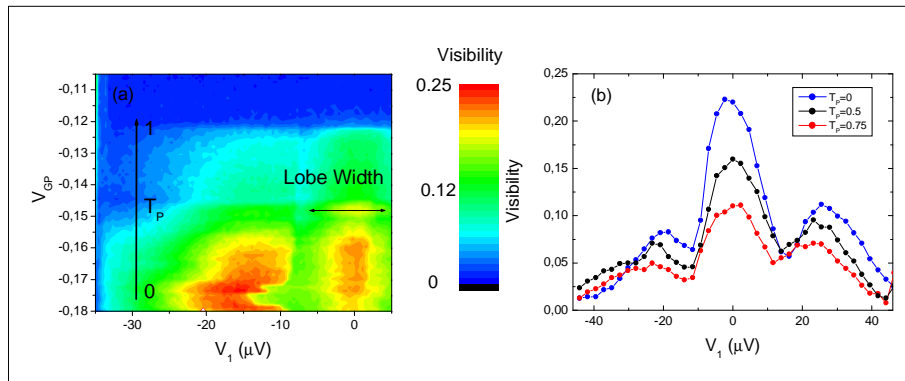 (a)
-0,11
-0,12
-0,13
-0,14
-0,15
-0,16
-0,17
-0,18
V_GP
1
T_P
0
Lobe Width
-30
-20
-10
0
V_1 (μV)
Visibility
0.25
0.12
0
(b)
0,25
0,20
0,15
0,10
0,05
0,00
Visibility
T_P=0
T_P=0.5
T_P=0.75
-40
-20
0
20
40
V_1 (μV)